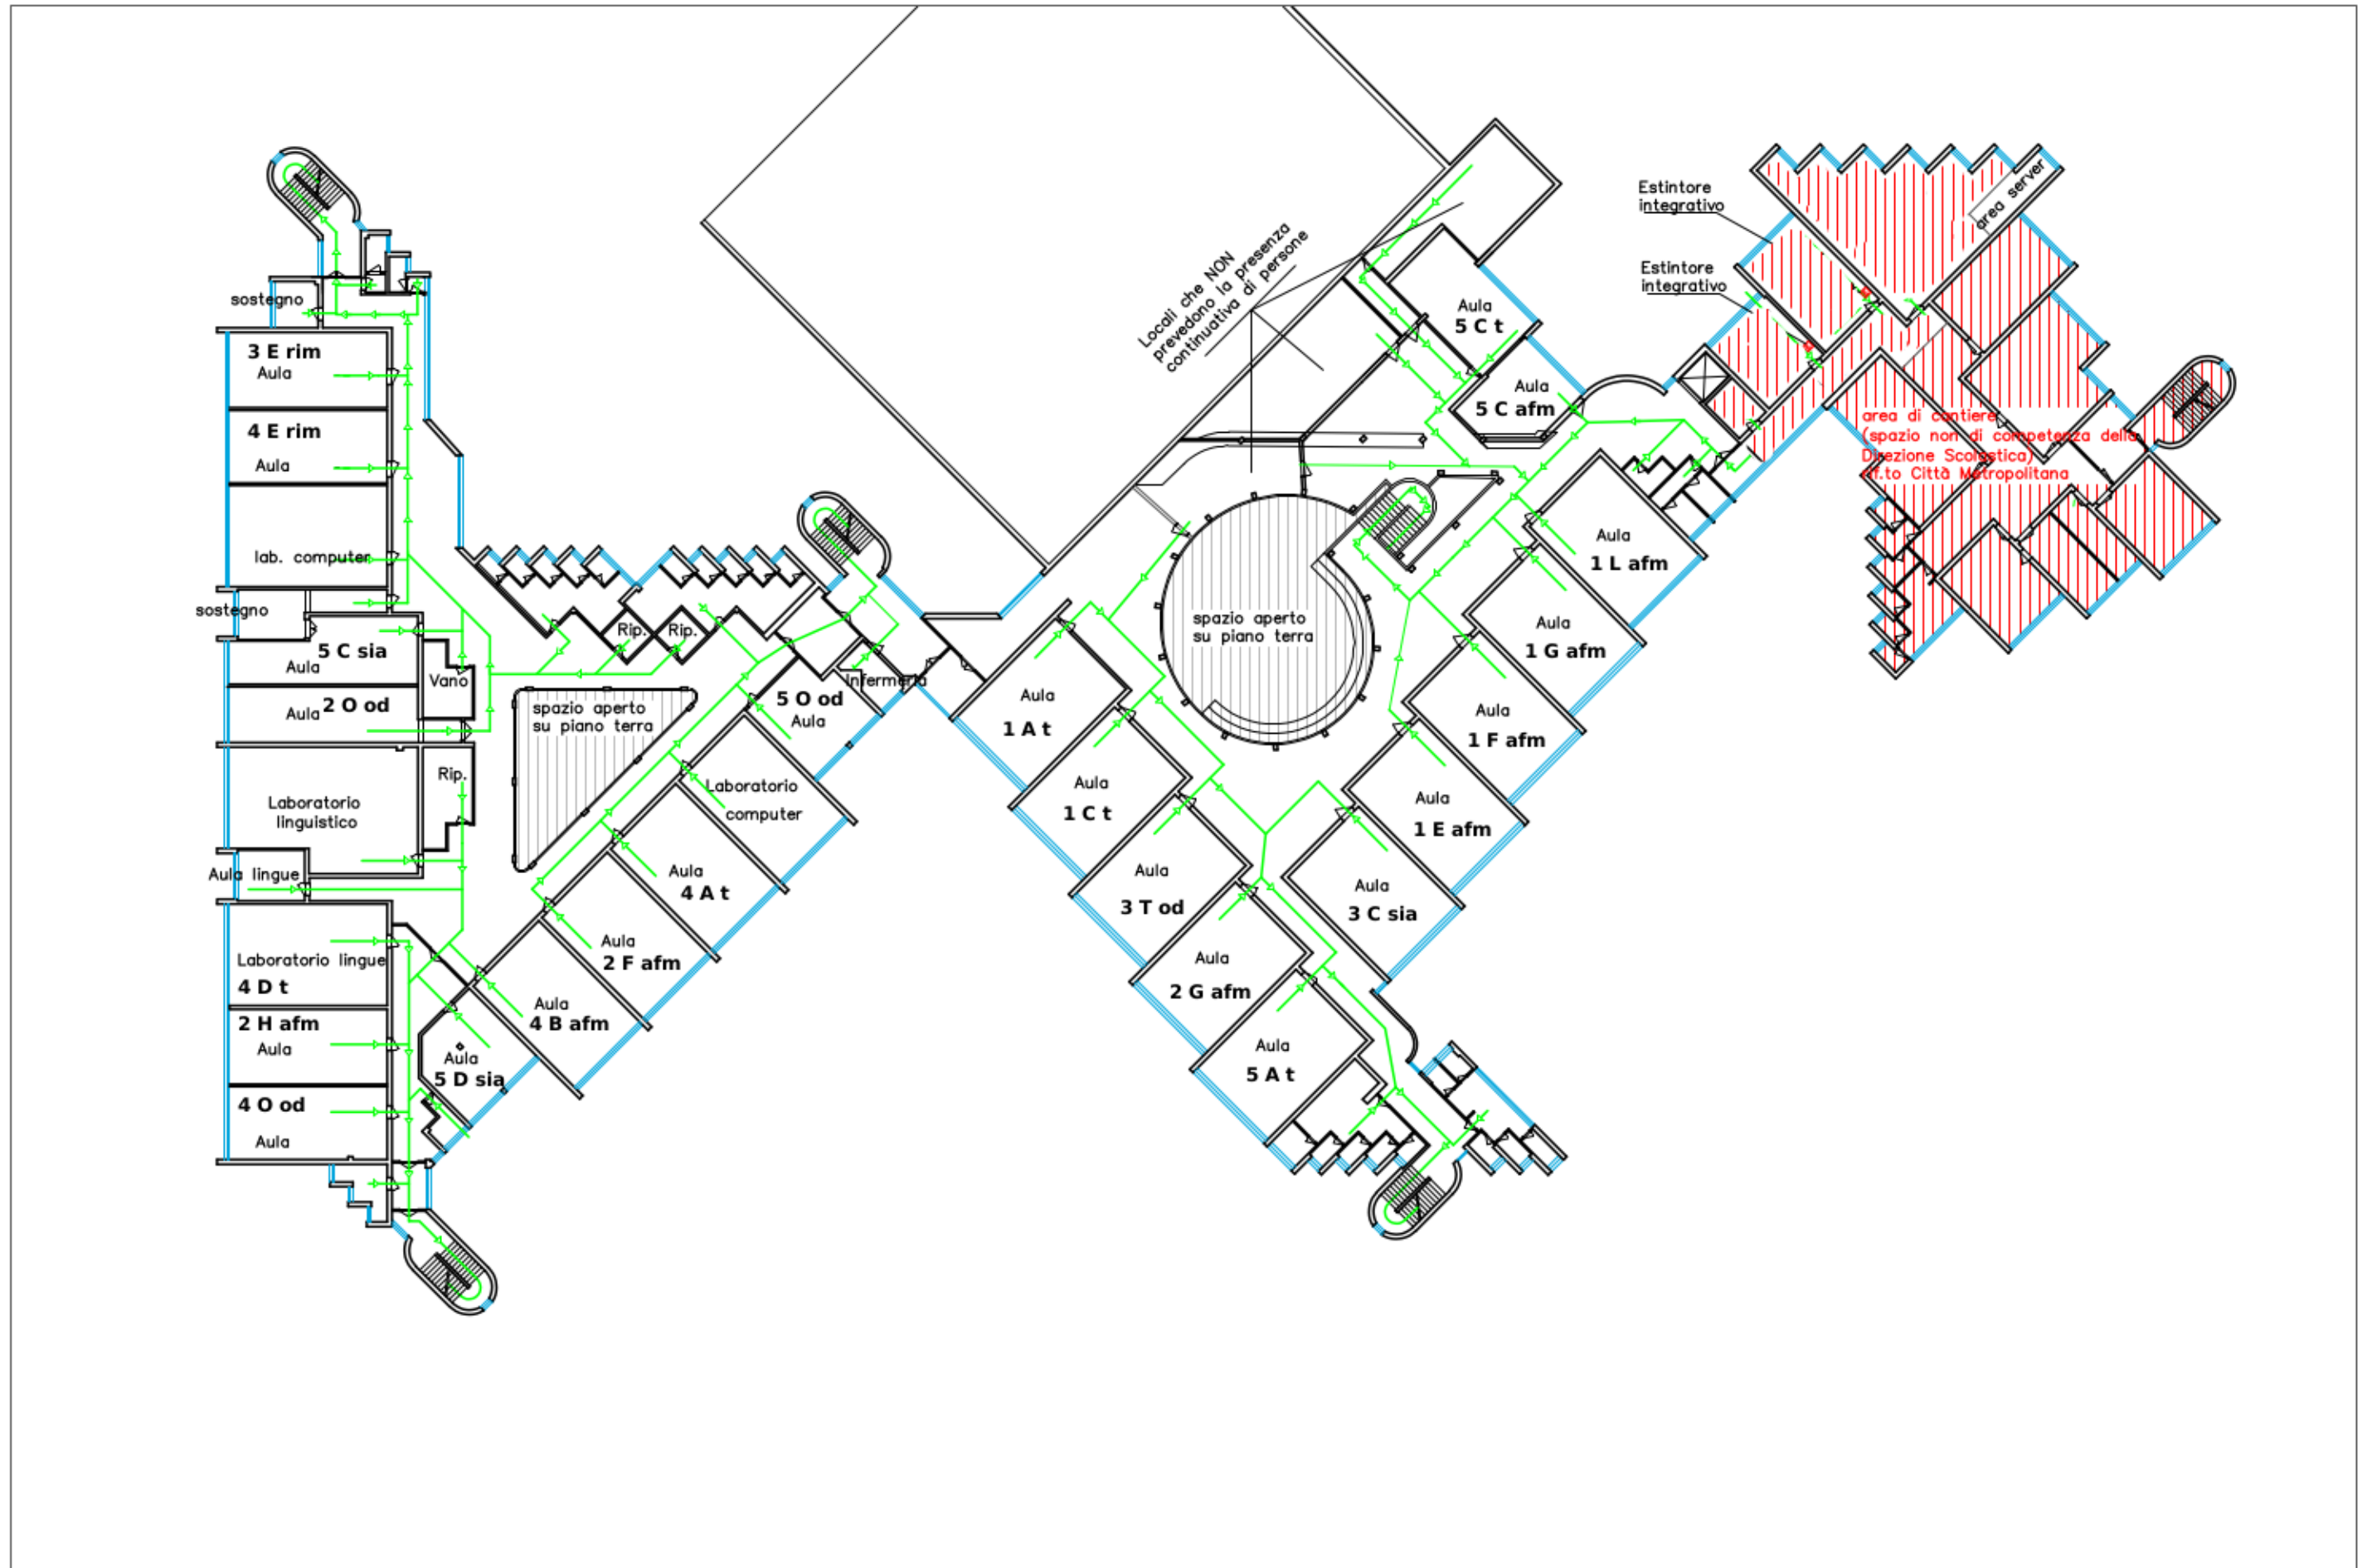 sostegno
3 E rim
Aula
4 E rim
Aula
lab. computer
sostegno
5 C sia
Aula
Vano
2 O od
Aula
Rip.
Laboratorio
linguistico
Aula lingue
Laboratorio lingue
4 D t
2 H afm
Aula
4 O od
Aula
Rip.
Rip.
spazio aperto
su piano terra
Infermeria
5 O od
Aula
Laboratorio
computer
Aula
4 A t
Aula
2 F afm
Aula
4 B afm
Aula
5 D sia
Locali che NON
prevedono la presenza
continuativa di persone
Aula
5 C t
Aula
5 C afm
spazio aperto
su piano terra
Aula
1 A t
Aula
1 C t
Aula
3 T od
Aula
2 G afm
Aula
5 A t
Aula
1 L afm
Aula
1 G afm
Aula
1 F afm
Aula
1 E afm
Aula
3 C sia
Estintore
integrativo
Estintore
integrativo
area server
area di cantiere
(spazio non di competenza della
Direzione Scolastica)
rif.to Città Metropolitana